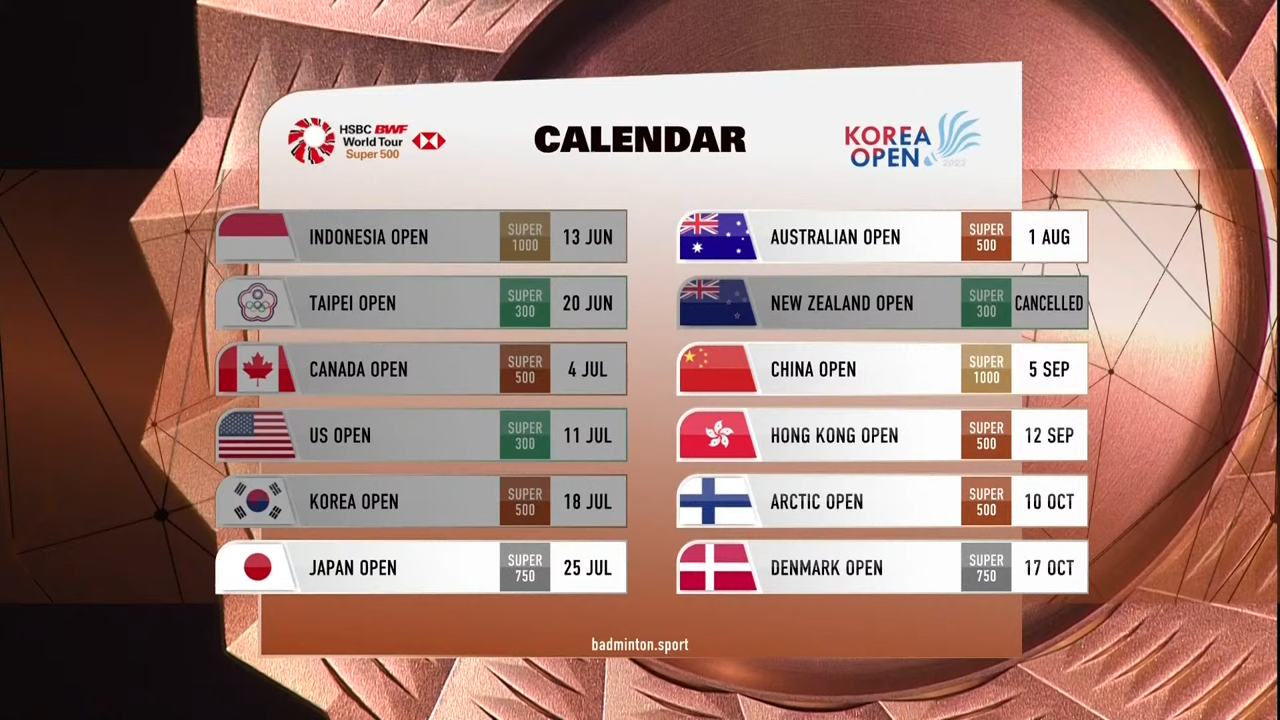 HSBC BWF
World Tour
Super 500
CALENDAR
KOREA
OPEN
INDONESIA OPEN SUPER 1000 13 JUN
TAIPEI OPEN SUPER 300 20 JUN
CANADA OPEN SUPER 500 4 JUL
US OPEN SUPER 300 11 JUL
KOREA OPEN SUPER 500 18 JUL
JAPAN OPEN SUPER 750 25 JUL
AUSTRALIAN OPEN SUPER 500 1 AUG
NEW ZEALAND OPEN SUPER 300 CANCELLED
CHINA OPEN SUPER 1000 5 SEP
HONG KONG OPEN SUPER 500 12 SEP
ARCTIC OPEN SUPER 500 10 OCT
DENMARK OPEN SUPER 750 17 OCT
badminton.sport